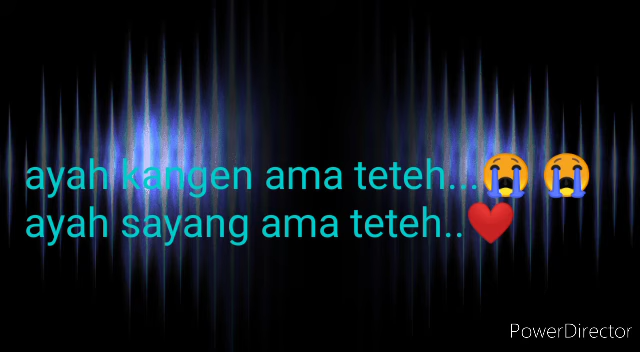 ayah kangen ama teteh...😭 😭
ayah sayang ama teteh..❤️
PowerDirector